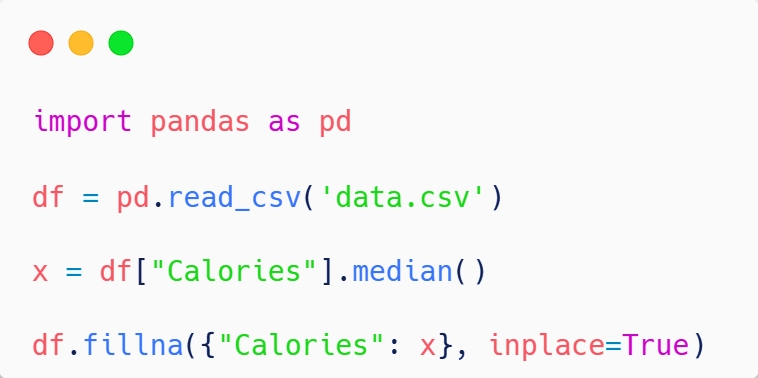 import pandas as pd
df = pd.read_csv('data.csv')
x = df["Calories"].median()
df.fillna({"Calories": x}, inplace=True)